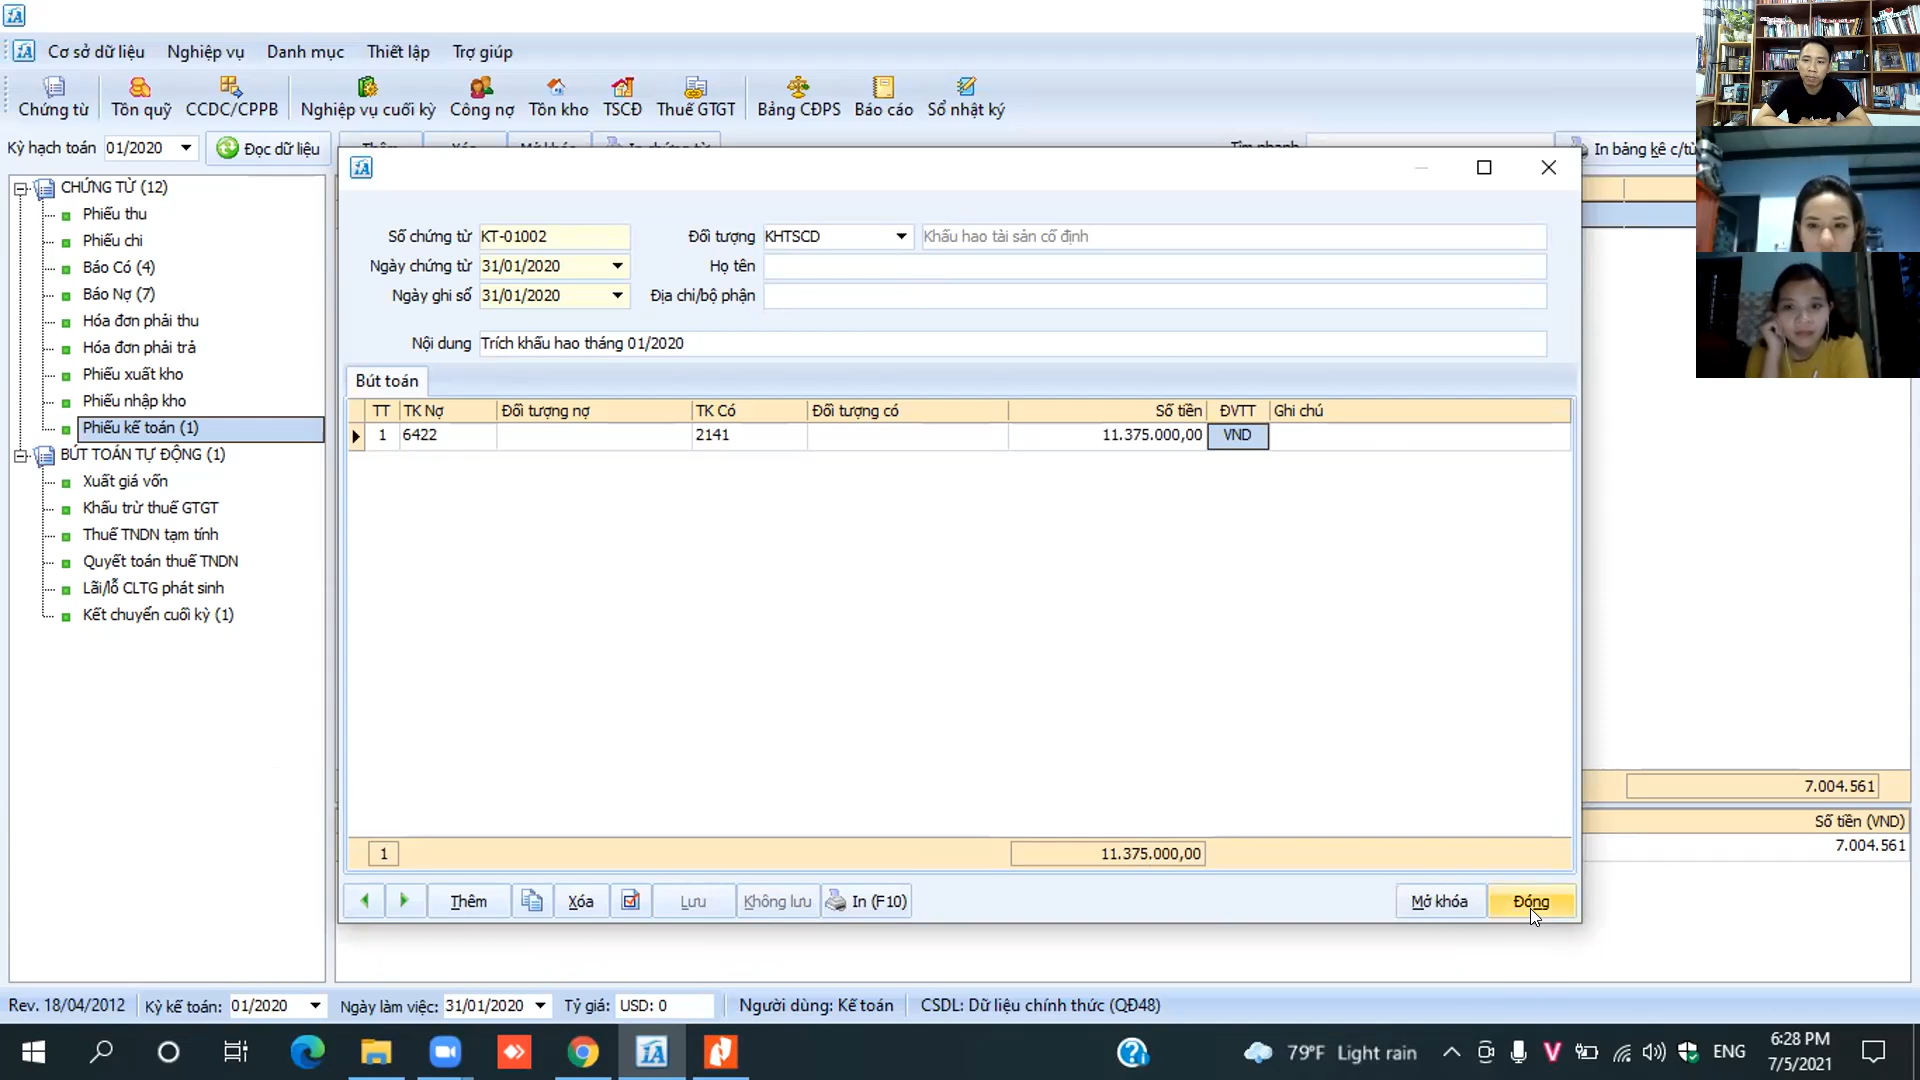 Cơ sở dữ liệu Nghiệp vụ Danh mục Thiết lập Trợ giúp
Chứng từ Tồn quỹ CCDC/CPPB Nghiệp vụ cuối kỳ Công nợ Tồn kho TSCĐ Thuế GTGT Bảng CĐPS Báo cáo Sổ nhật ký
Kỳ hạch toán 01/2020 Đọc dữ liệu
In bảng kê c/từ
CHỨNG TỪ (12)
Phiếu thu
Phiếu chi
Báo Có (4)
Báo Nợ (7)
Hóa đơn phải thu
Hóa đơn phải trả
Phiếu xuất kho
Phiếu nhập kho
Phiếu kế toán (1)
BÚT TOÁN TỰ ĐỘNG (1)
Xuất giá vốn
Khấu trừ thuế GTGT
Thuế TNDN tạm tính
Quyết toán thuế TNDN
Lãi/lỗ CLTG phát sinh
Kết chuyển cuối kỳ (1)
Số chứng từ KT-01002 Đối tượng KHTSCD Khấu hao tài sản cố định
Ngày chứng từ 31/01/2020 Họ tên
Ngày ghi sổ 31/01/2020 Địa chỉ/bộ phận
Nội dung Trích khấu hao tháng 01/2020
Bút toán
TT TK Nợ Đối tượng nợ TK Có Đối tượng có Số tiền ĐVTT Ghi chú
1 6422 2141 11.375.000,00 VND
1 11.375.000,00
Thêm Xóa Lưu Không lưu In (F10) Mở khóa Đóng
7.004.561
Số tiền (VND)
7.004.561
Rev. 18/04/2012 Kỳ kế toán: 01/2020 Ngày làm việc: 31/01/2020 Tỷ giá: USD: 0 Người dùng: Kế toán CSDL: Dữ liệu chính thức (QĐ48)
79°F Light rain ENG 6:28 PM
7/5/2021